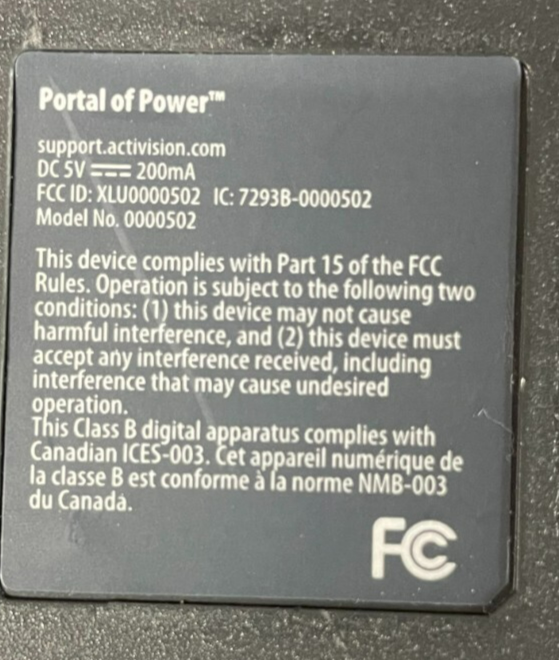 Portal of Power™
support.activision.com
DC 5V ⎓ 200mA
FCC ID: XLU0000502 IC: 7293B-0000502
Model No. 0000502
This device complies with Part 15 of the FCC
Rules. Operation is subject to the following two
conditions: (1) this device may not cause
harmful interference, and (2) this device must
accept any interference received, including
interference that may cause undesired
operation.
This Class B digital apparatus complies with
Canadian ICES-003. Cet appareil numérique de
la classe B est conforme à la norme NMB-003
du Canada.
FC